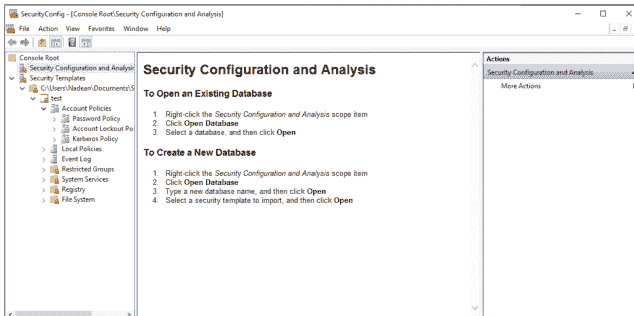 SecurityConfig - [Console Root\Security Configuration and Analysis]
File Action View Favorites Window Help
Console Root
Security Configuration and Analysis
Security Templates
C:\Users\Nadean\Documents\S
test
Account Policies
Password Policy
Account Lockout Po
Kerberos Policy
Local Policies
Event Log
Restricted Groups
System Services
Registry
File System
Security Configuration and Analysis
To Open an Existing Database
1. Right-click the Security Configuration and Analysis scope item
2. Click Open Database
3. Select a database, and then click Open
To Create a New Database
1. Right-click the Security Configuration and Analysis scope item
2. Click Open Database
3. Type a new database name, and then click Open
4. Select a security template to import, and then click Open
Actions
Security Configuration and Analysis
More Actions